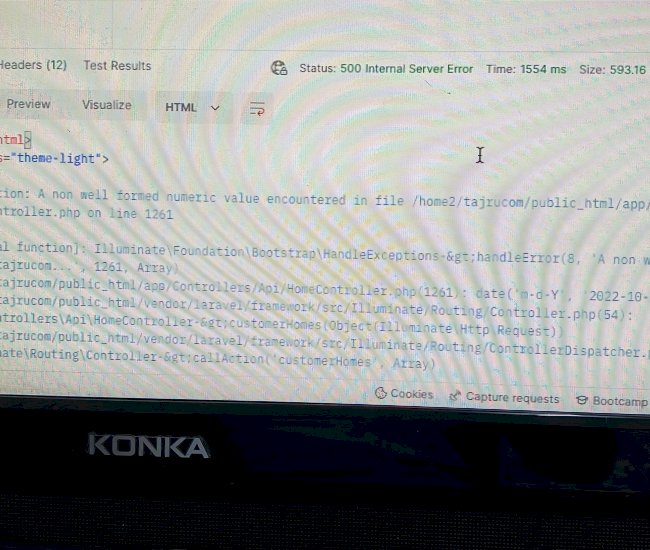 Headers (12) Test Results Status: 500 Internal Server Error Time: 1554 ms Size: 593.16
Preview Visualize HTML
html>
s="theme-light">
tion: A non well formed numeric value encountered in file /home2/tajrucom/public_html/app/
ntroller.php on line 1261
al function]: Illuminate\Foundation\Bootstrap\HandleExceptions-&gt;handleError(8, 'A non w
tajrucom... , 1261, Array)
tajrucom/public_html/app/Controllers/Api/HomeController.php(1261): date('m-d-Y', '2022-10-
tajrucom/public_html/vendor/laravel/framework/src/Illuminate/Routing/Controller.php(54):
ntrollers\Api\HomeController-&gt;customerHomes(Object(Illuminate\Http\Request))
tajrucom/public_html/vendor/laravel/framework/src/Illuminate/Routing/ControllerDispatcher.
nate\Routing\Controller-&gt;callAction('customerHomes', Array)
Cookies Capture requests Bootcamp
KONKA